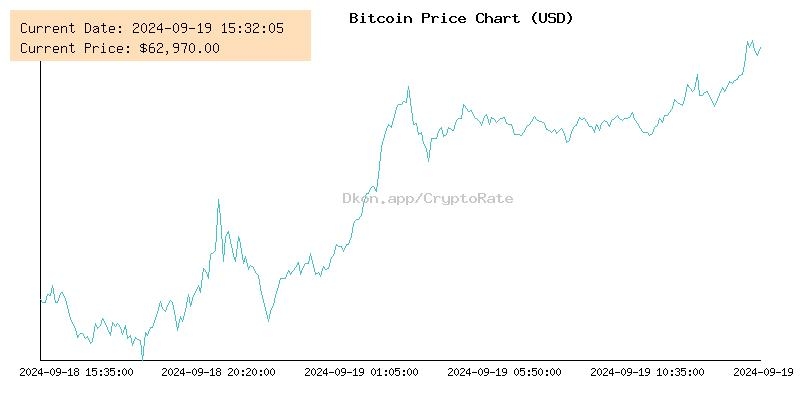 Bitcoin Price Chart (USD)
Current Date: 2024-09-19 15:32:05
Current Price: $62,970.00
Dkon.app/CryptoRate
2024-09-18 15:35:00 2024-09-18 20:20:00 2024-09-19 01:05:00 2024-09-19 05:50:00 2024-09-19 10:35:00 2024-09-19